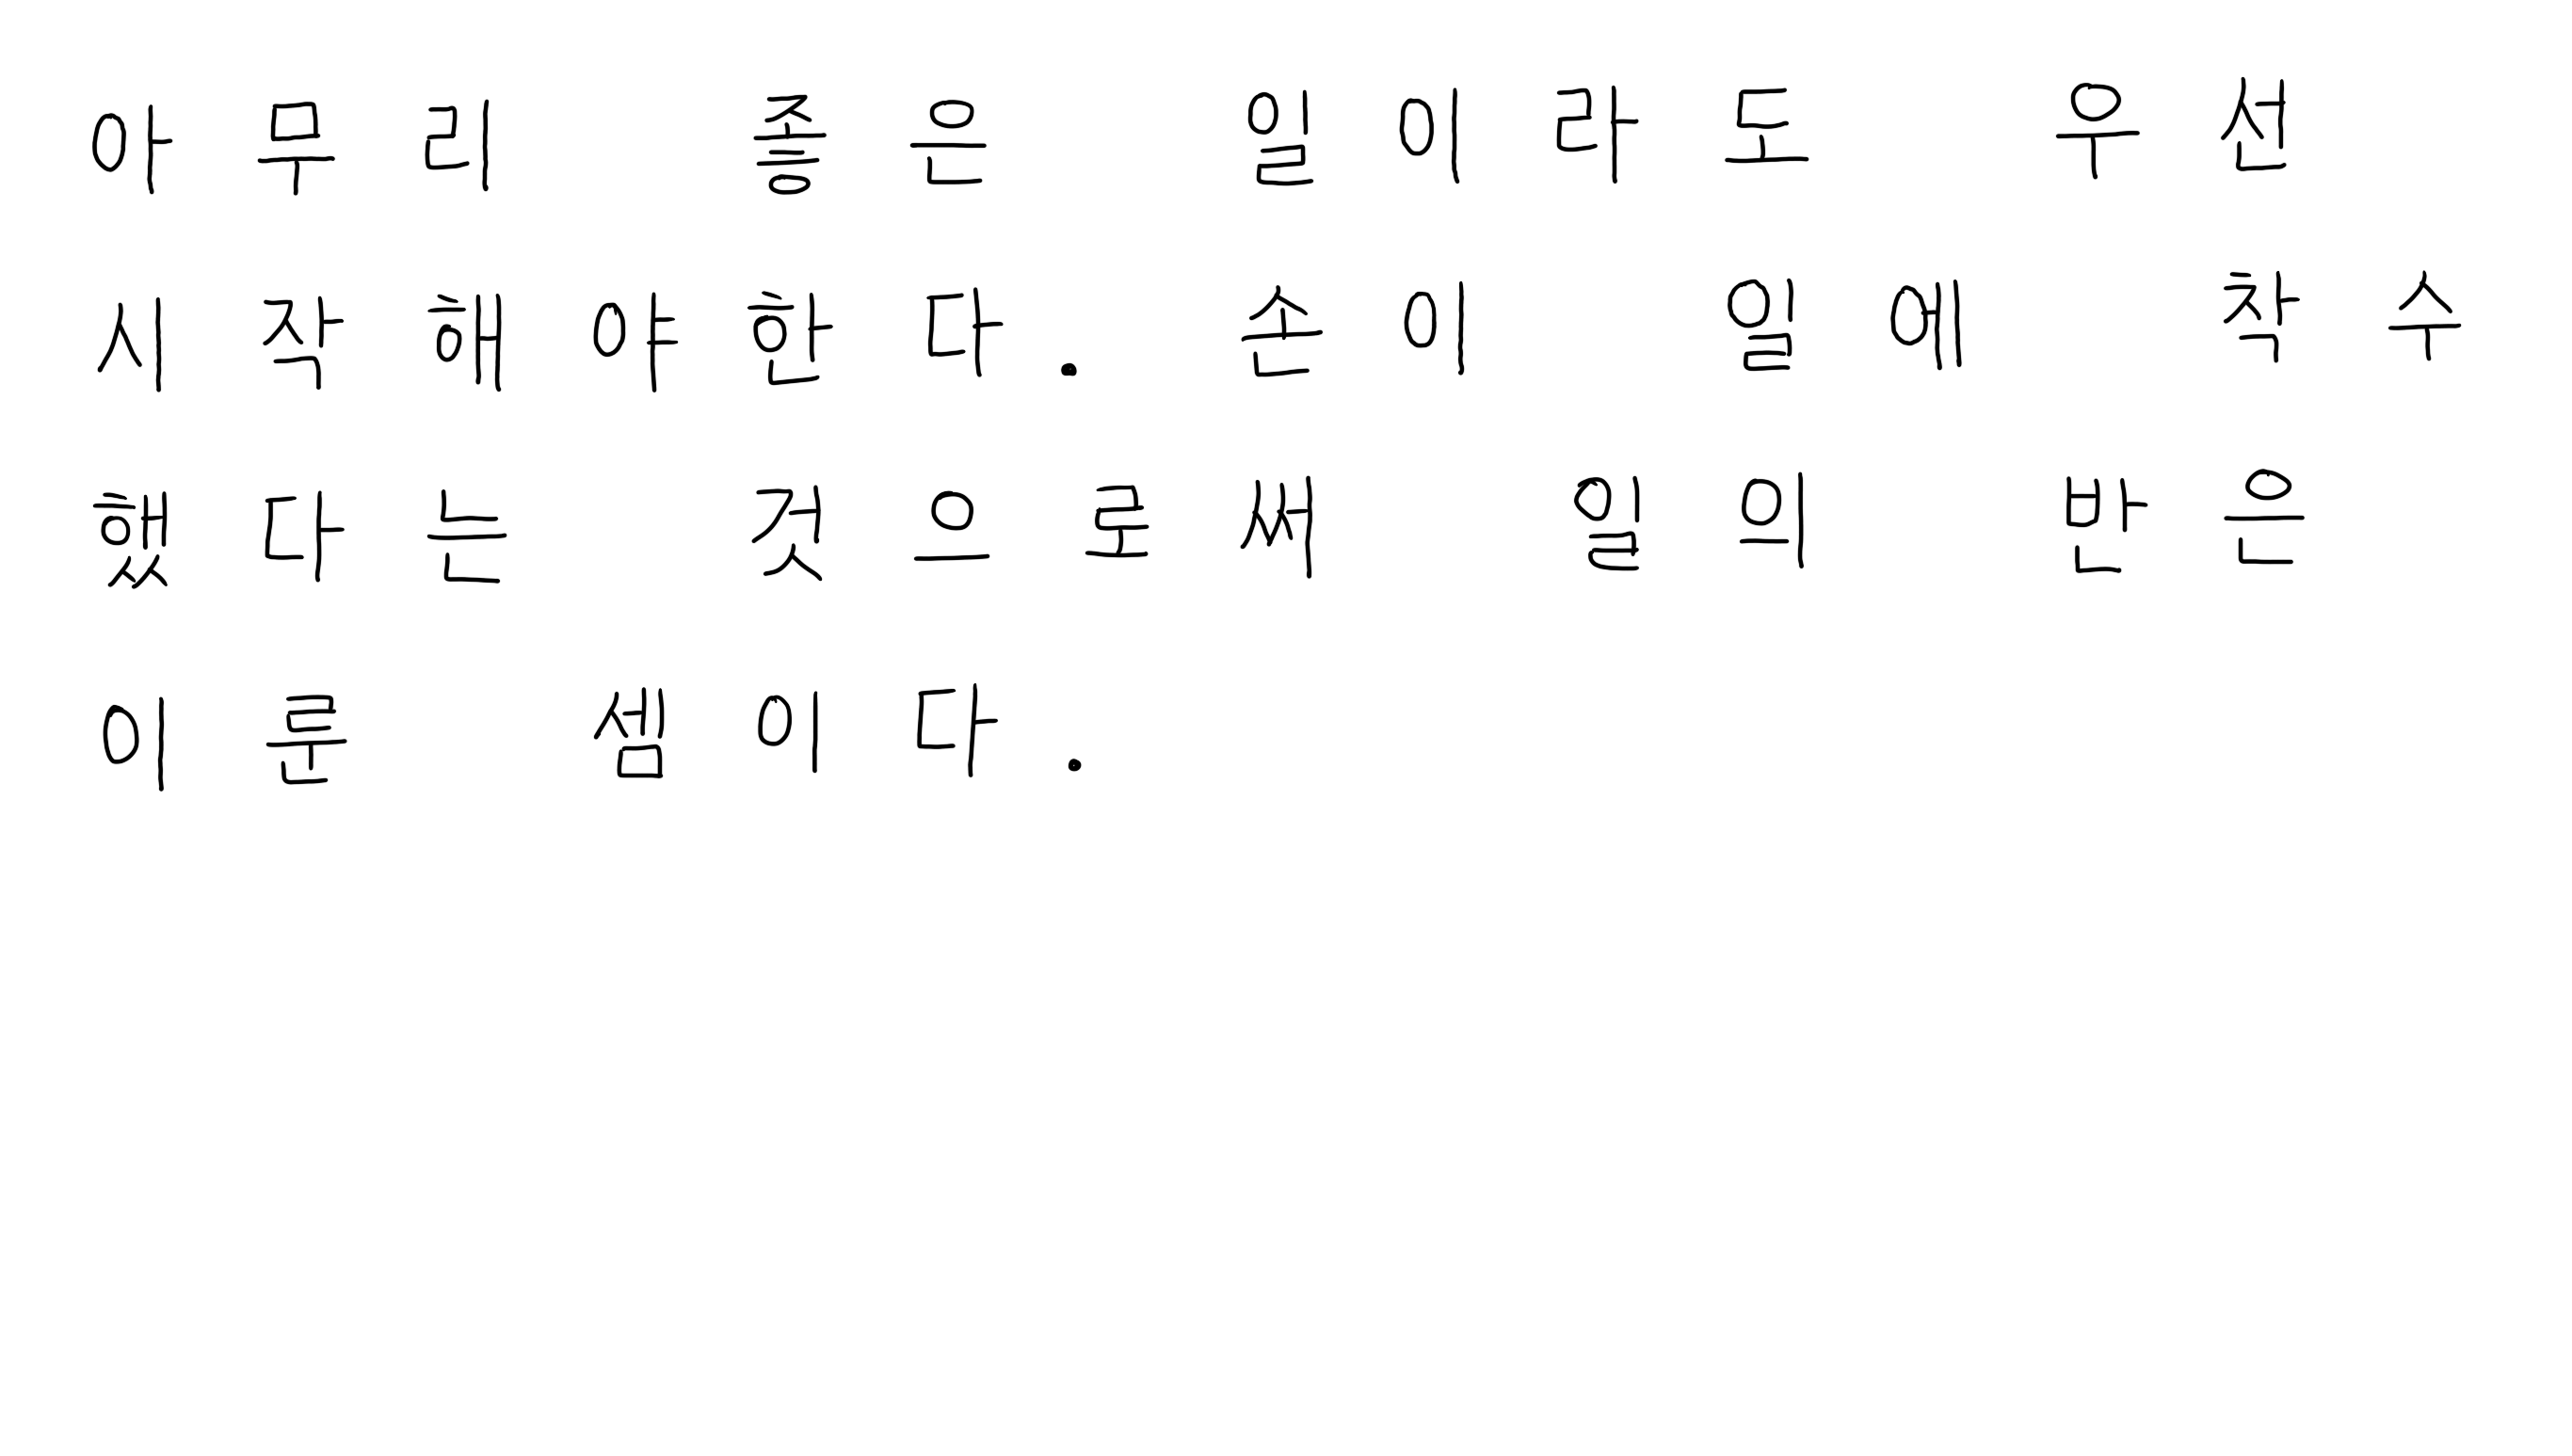 아무리 좋은 일이라도 우선
시작해야한다. 손이 일에 착수
했다는 것으로써 일의 반은
이룬 셈이다.